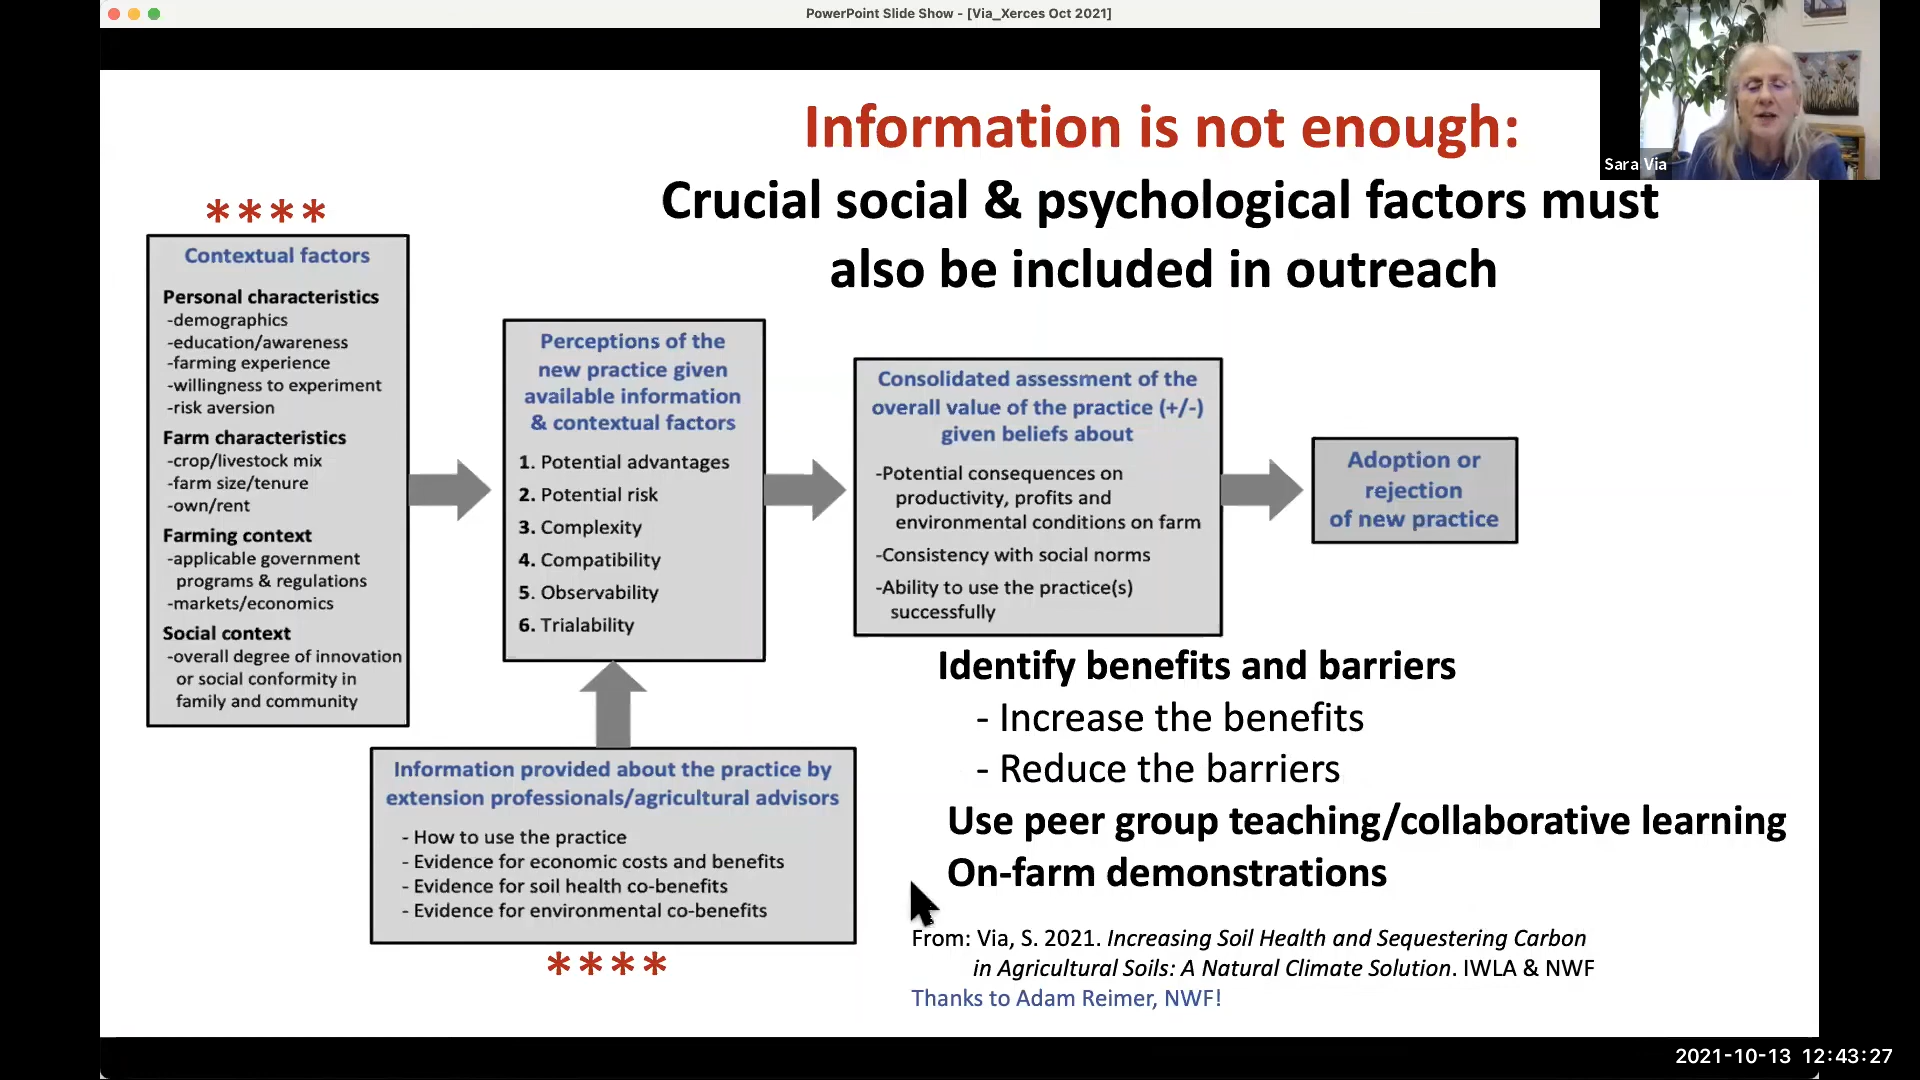 PowerPoint Slide Show - [Via_Xerces Oct 2021]
Sara Via
Information is not enough:
Crucial social & psychological factors must
also be included in outreach
****
Contextual factors
Personal characteristics
-demographics
-education/awareness
-farming experience
-willingness to experiment
-risk aversion
Farm characteristics
-crop/livestock mix
-farm size/tenure
-own/rent
Farming context
-applicable government
programs & regulations
-markets/economics
Social context
-overall degree of innovation
or social conformity in
family and community
Perceptions of the
new practice given
available information
& contextual factors
1. Potential advantages
2. Potential risk
3. Complexity
4. Compatibility
5. Observability
6. Trialability
Consolidated assessment of the
overall value of the practice (+/-)
given beliefs about
-Potential consequences on
productivity, profits and
environmental conditions on farm
-Consistency with social norms
-Ability to use the practice(s)
successfully
Adoption or
rejection
of new practice
Information provided about the practice by
extension professionals/agricultural advisors
- How to use the practice
- Evidence for economic costs and benefits
- Evidence for soil health co-benefits
- Evidence for environmental co-benefits
****
Identify benefits and barriers
- Increase the benefits
- Reduce the barriers
Use peer group teaching/collaborative learning
On-farm demonstrations
From: Via, S. 2021. Increasing Soil Health and Sequestering Carbon
in Agricultural Soils: A Natural Climate Solution. IWLA & NWF
Thanks to Adam Reimer, NWF!
2021-10-13 12:43:27